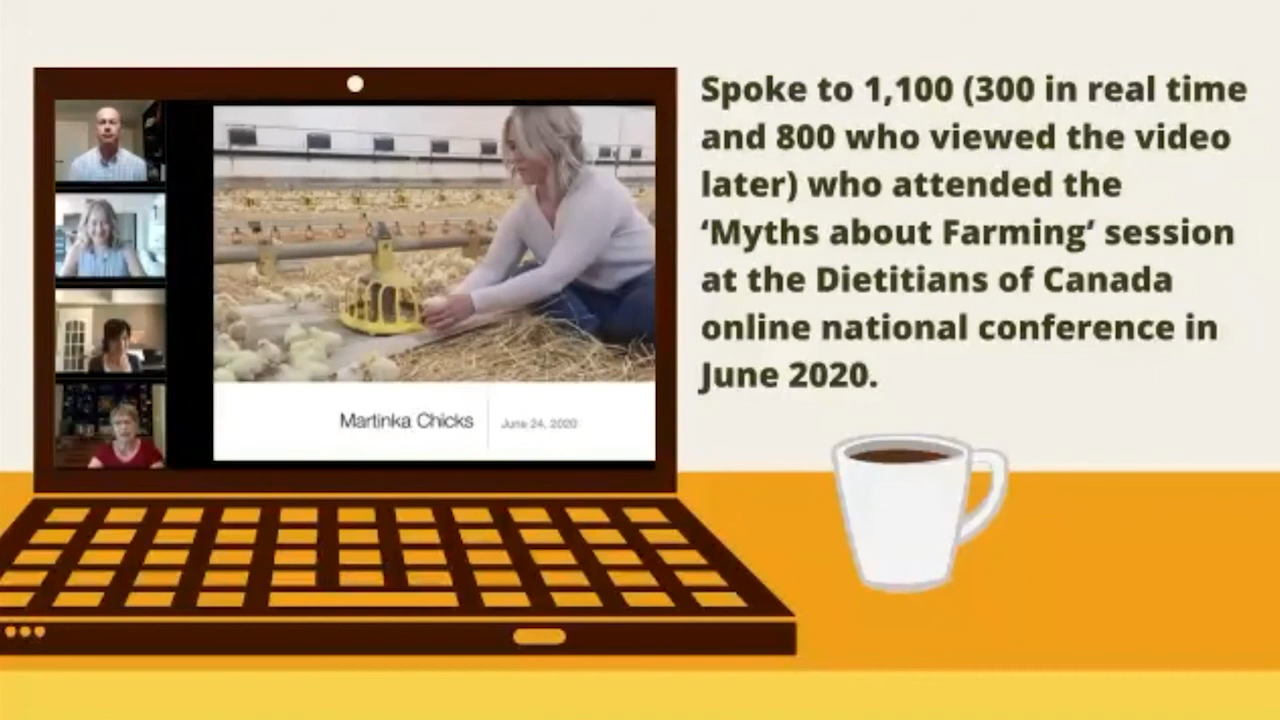 Spoke to 1,100 (300 in real time
and 800 who viewed the video
later) who attended the
‘Myths about Farming’ session
at the Dietitians of Canada
online national conference in
June 2020.
Martinka Chicks
June 24, 2020